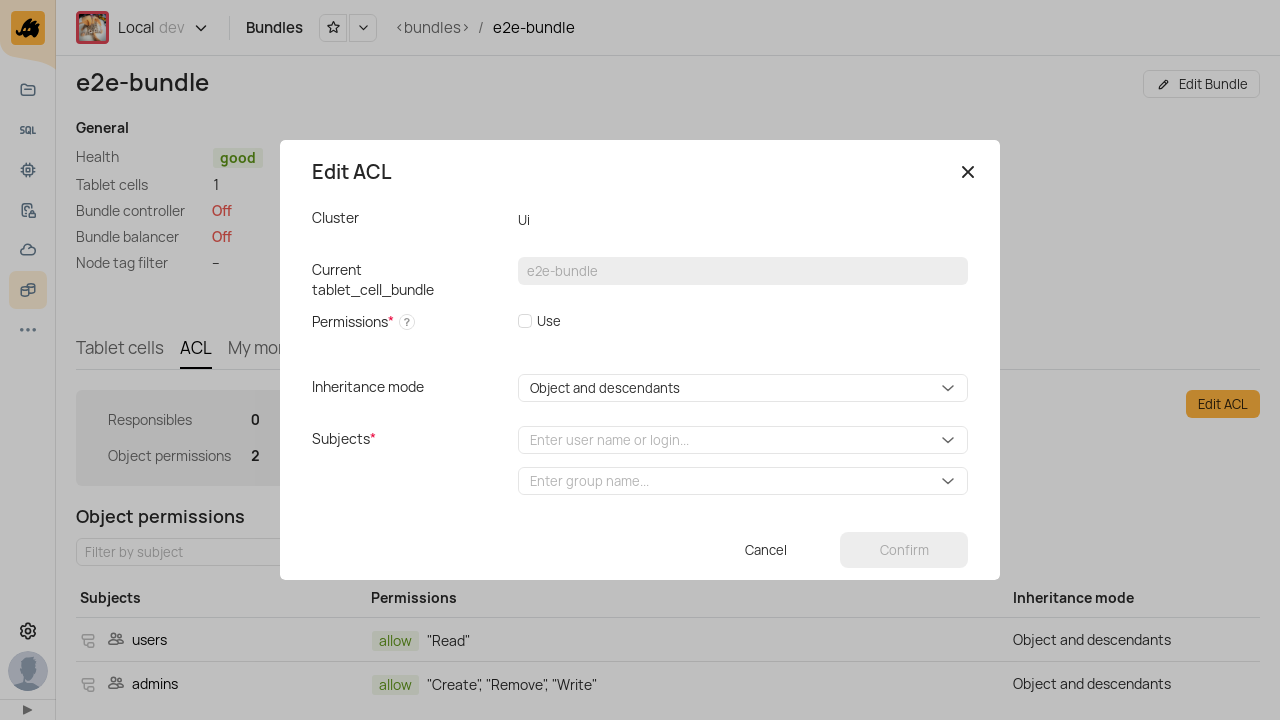 Local dev
Bundles
<bundles> / e2e-bundle
e2e-bundle
Edit Bundle
SQL
General
Health good
Tablet cells 1
Bundle controller Off
Bundle balancer Off
Node tag filter –
Tablet cells ACL My mon
Edit ACL
Responsibles 0
Object permissions 2
Object permissions
Filter by subject
Subjects Permissions Inheritance mode
users allow "Read" Object and descendants
admins allow "Create", "Remove", "Write" Object and descendants
Edit ACL
Cluster Ui
Current tablet_cell_bundle e2e-bundle
Permissions* ? Use
Inheritance mode Object and descendants
Subjects* Enter user name or login...
Enter group name...
Cancel Confirm